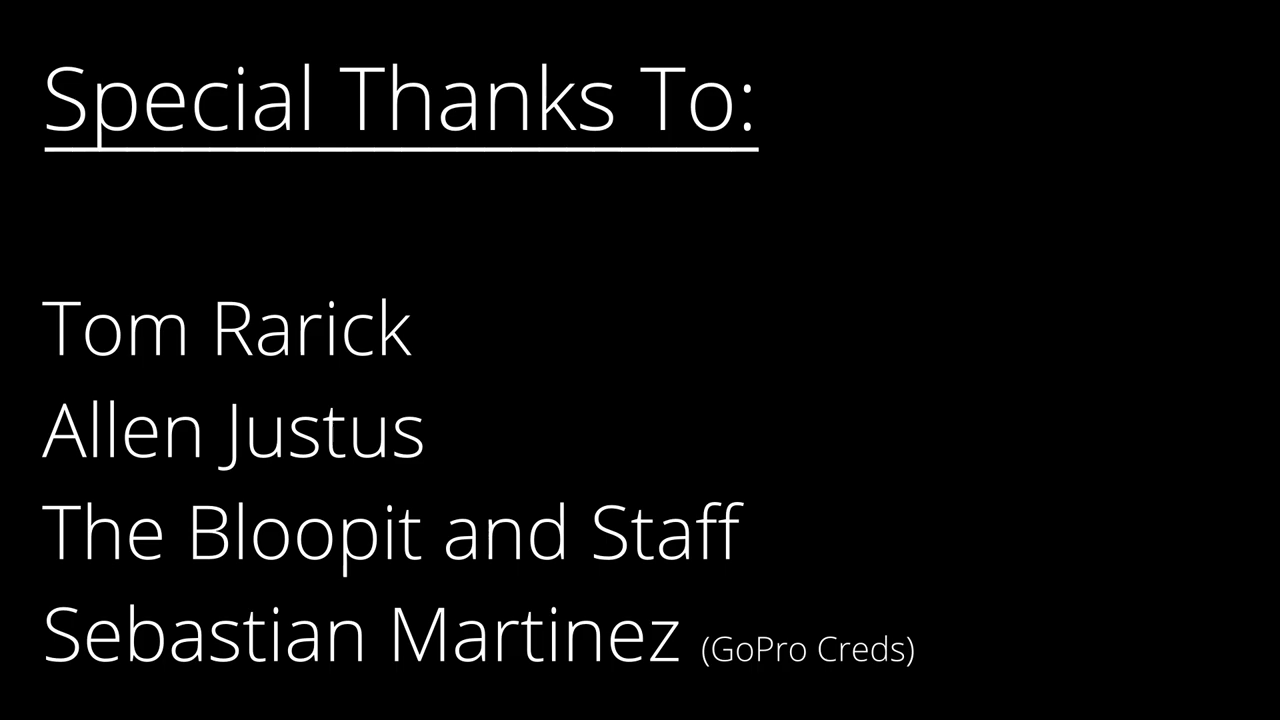 Special Thanks To:
Tom Rarick
Allen Justus
The Bloopit and Staff
Sebastian Martinez (GoPro Creds)